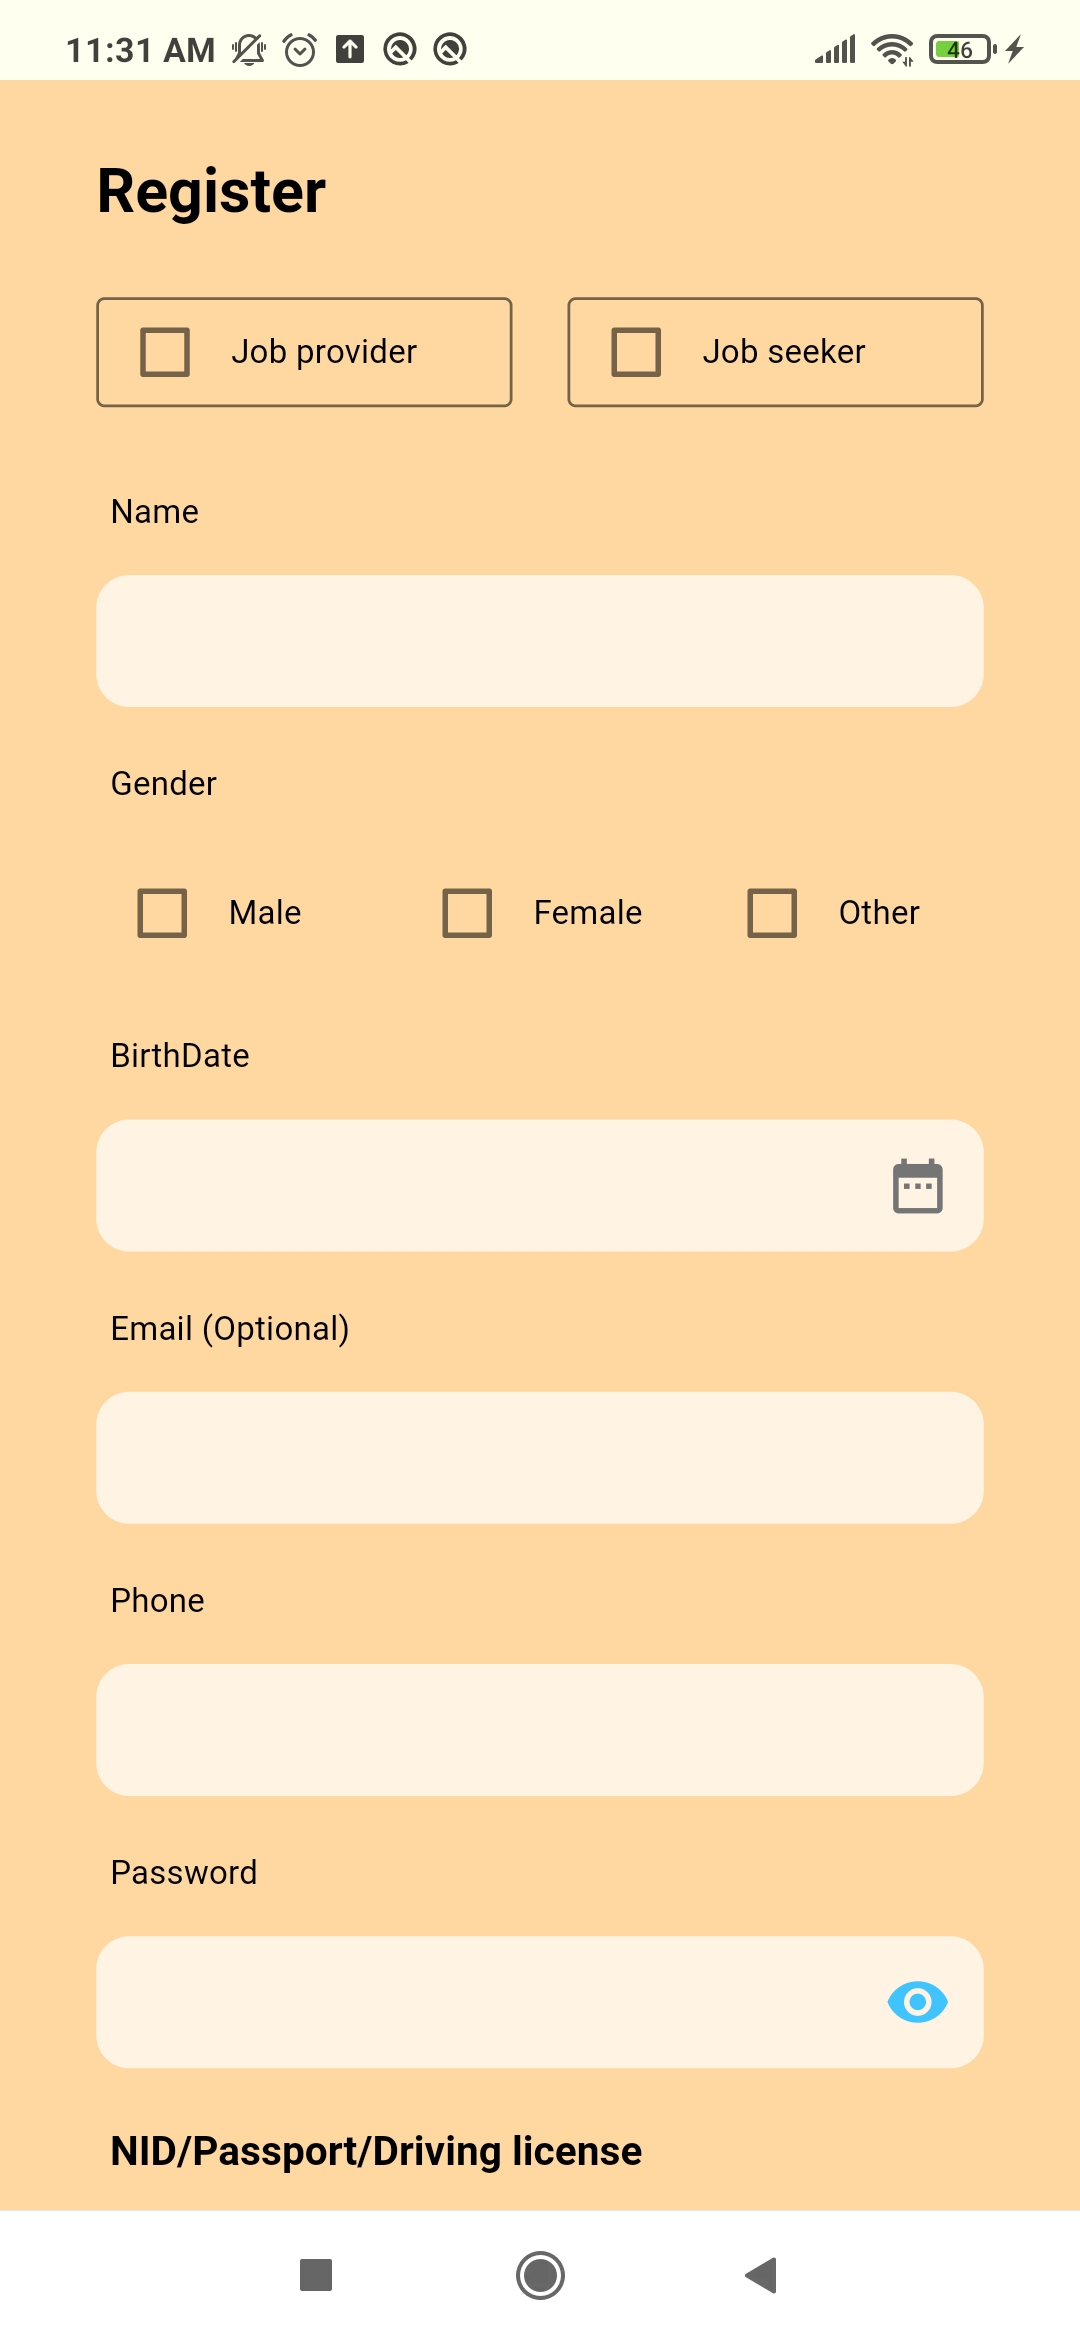 11:31 AM
46
Register
Job provider
Job seeker
Name
Gender
Male
Female
Other
BirthDate
Email (Optional)
Phone
Password
NID/Passport/Driving license